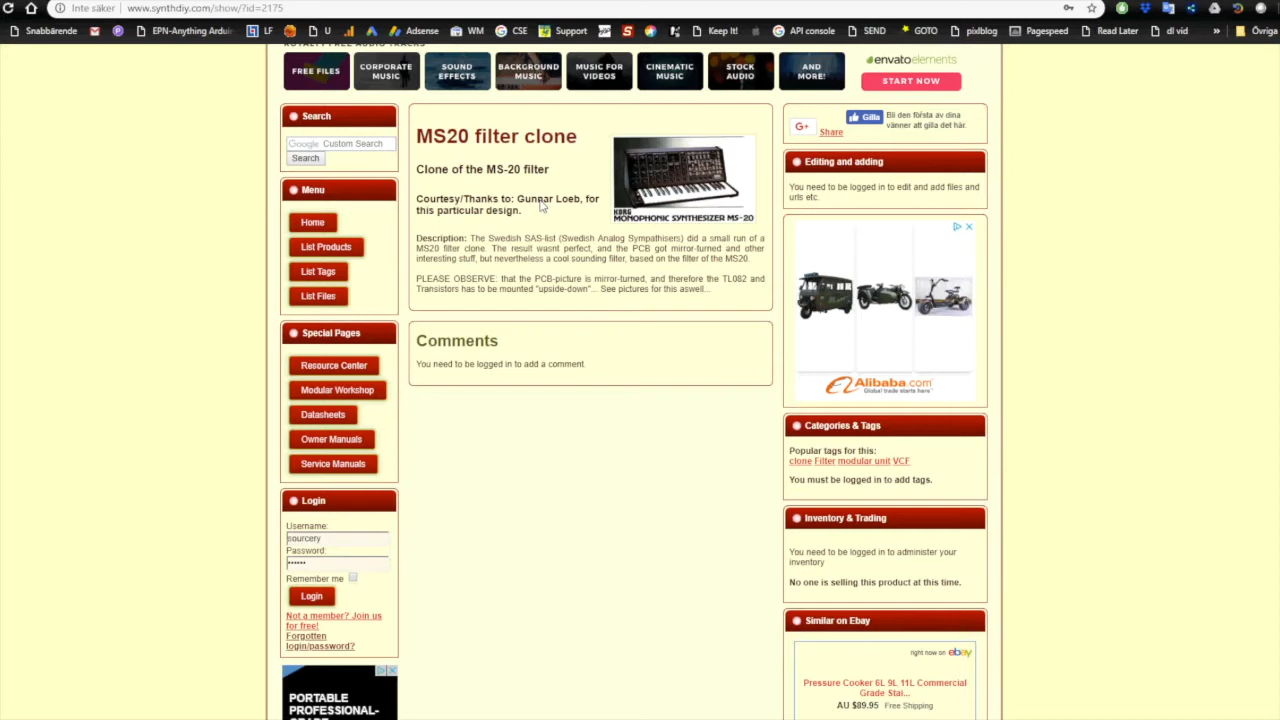 Inte säker
www.synthdiy.com/show/?id=2175
Snabbärende
EPN-Anything Arduin
LF
U
Adsense
WM
CSE
Support
Keep It!
API console
SEND
GOTO
pixlblog
Pagespeed
Read Later
dl vid
»
Övriga
ROYALTY FREE AUDIO TRACKS
FREE FILES
CORPORATE MUSIC
SOUND EFFECTS
BACKGROUND MUSIC
MUSIC FOR VIDEOS
CINEMATIC MUSIC
STOCK AUDIO
AND MORE!
envatoelements
START NOW
Search
Google Custom Search
Search
Menu
Home
List Products
List Tags
List Files
Special Pages
Resource Center
Modular Workshop
Datasheets
Owner Manuals
Service Manuals
Login
Username:
sourcery
Password:
••••••
Remember me
Login
Not a member? Join us
for free!
Forgotten
login/password?
PORTABLE
PROFESSIONAL-
MS20 filter clone
Clone of the MS-20 filter
Courtesy/Thanks to: Gunnar Loeb, for
this particular design.
KORG
MONOPHONIC SYNTHESIZER MS-20
Description: The Swedish SAS-list (Swedish Analog Sympathisers) did a small run of a
MS20 filter clone. The result wasnt perfect, and the PCB got mirror-turned and other
interesting stuff, but nevertheless a cool sounding filter, based on the filter of the MS20.
PLEASE OBSERVE: that the PCB-picture is mirror-turned, and therefore the TL082 and
Transistors has to be mounted "upside-down"... See pictures for this aswell...
Comments
You need to be logged in to add a comment
G+
Share
Gilla
Bli den första av dina
vänner att gilla det här.
Editing and adding
You need to be logged in to edit and add files and
urls etc.
Alibaba.com
Global trade starts here™
Categories & Tags
Popular tags for this:
clone Filter modular unit VCF
You must be logged in to add tags.
Inventory & Trading
You need to be logged in to administer your
inventory
No one is selling this product at this time.
Similar on Ebay
right now on ebay
Pressure Cooker 6L 9L 11L Commercial
Grade Stai...
AU $89.95 Free Shipping